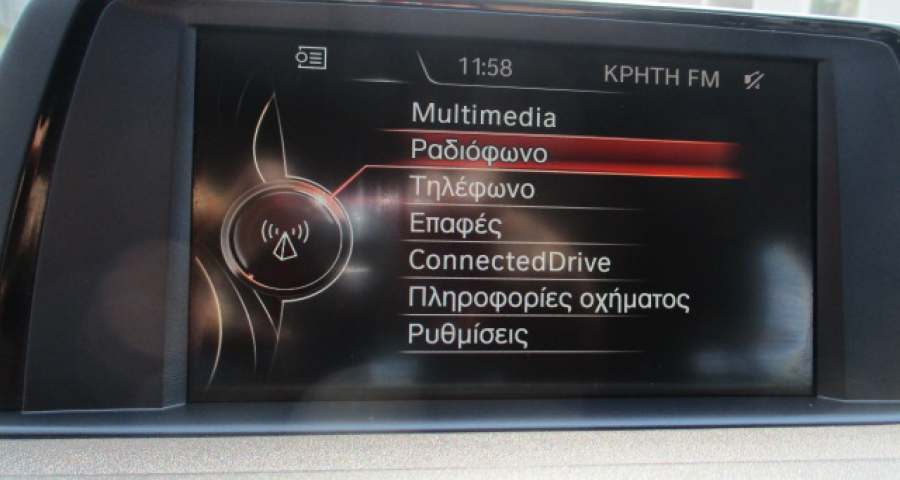 11:58 ΚΡΗΤΗ FM
Multimedia
Ραδιόφωνο
Τηλέφωνο
Επαφές
ConnectedDrive
Πληροφορίες οχήματος
Ρυθμίσεις